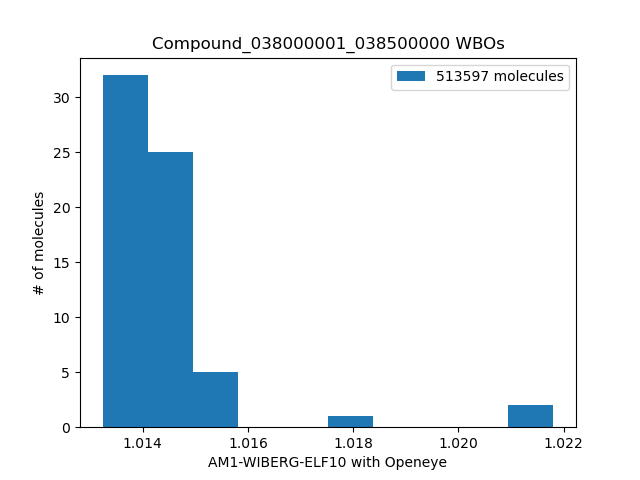 Compound_038000001_038500000 WBOs
513597 molecules
# of molecules
30
25
20
15
10
5
0
1.014 1.016 1.018 1.020 1.022
AM1-WIBERG-ELF10 with Openeye